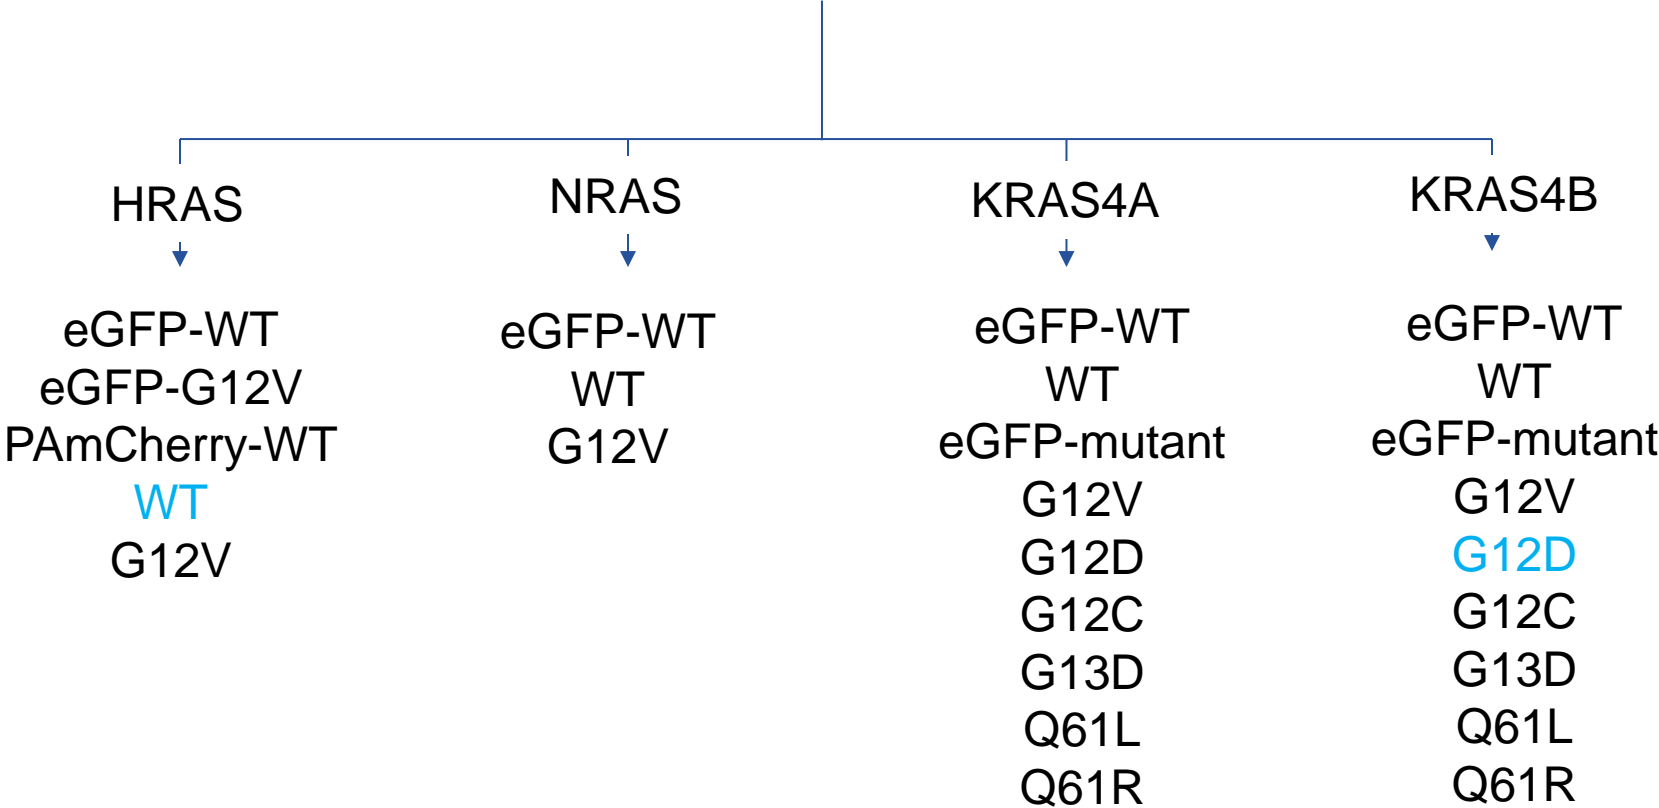 HRAS
eGFP-WT
eGFP-G12V
PAmCherry-WT
WT
G12V
NRAS
eGFP-WT
WT
G12V
KRAS4A
eGFP-WT
WT
eGFP-mutant
G12V
G12D
G12C
G13D
Q61L
Q61R
KRAS4B
eGFP-WT
WT
eGFP-mutant
G12V
G12D
G12C
G13D
Q61L
Q61R